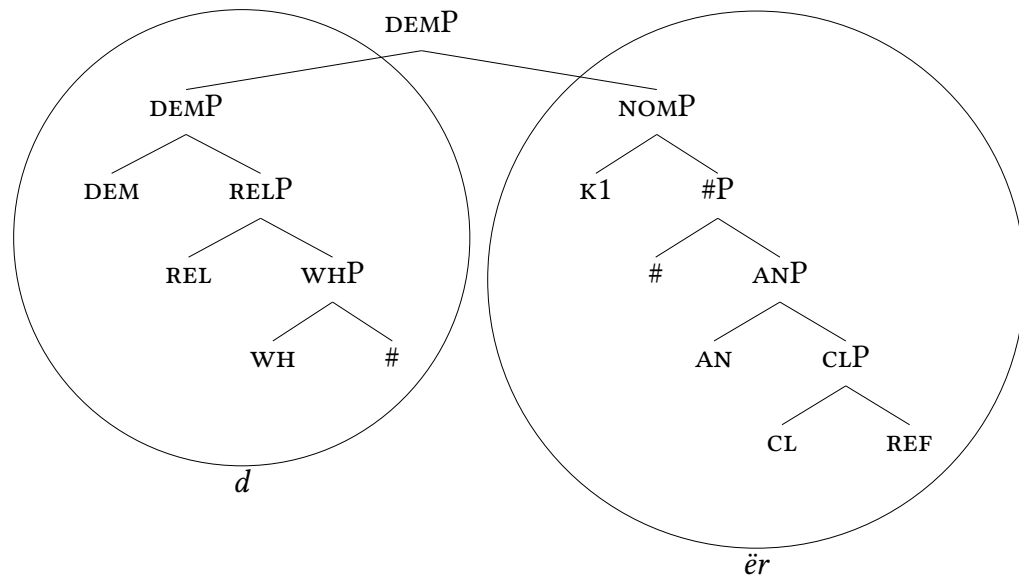 DEMP
DEMP NOMP
DEM RELP K1 #P
REL WHP # ANP
WH # AN CLP
CL REF
d
ër